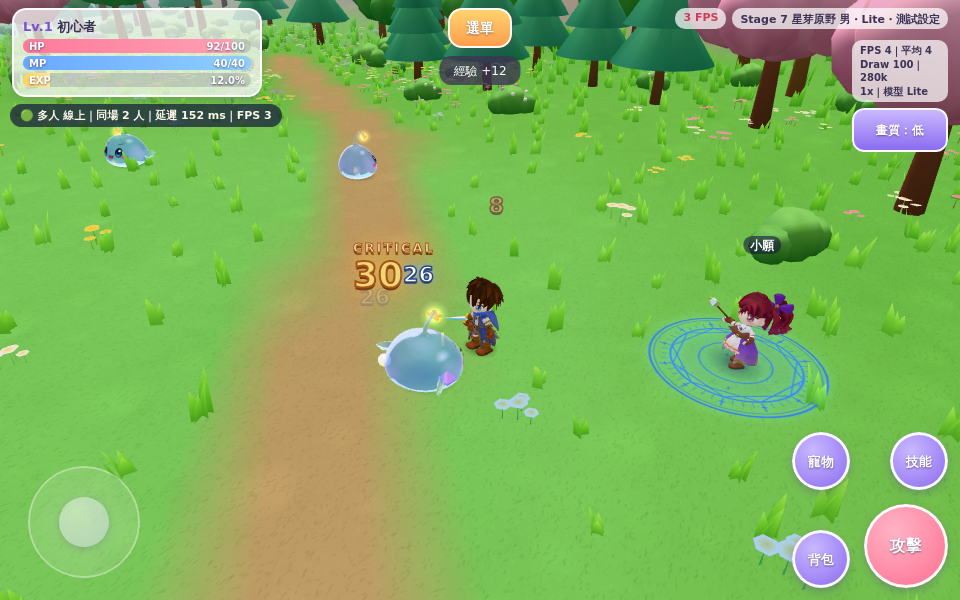 Lv.1 初心者
HP 92/100
MP 40/40
EXP 12.0%
多人 線上 | 同場 2 人 | 延遲 152 ms | FPS 3
選單
經驗 +12
3 FPS
Stage 7 星芽原野 男・Lite・測試設定
FPS 4 | 平均 4
Draw 100 |
280k
1x | 模型 Lite
畫質：低
8
CRITICAL
30
26
26
小願
寵物
技能
背包
攻擊